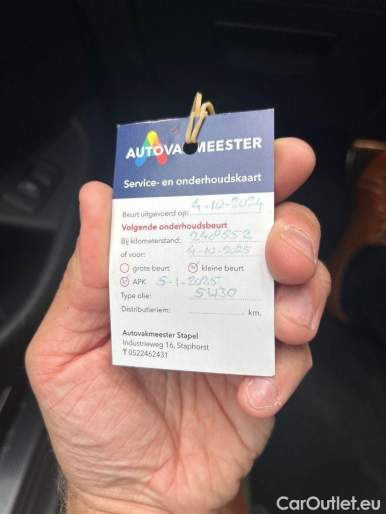 AUTOVAKMEESTER
Service- en onderhoudskaart
Beurt uitgevoerd op: 4-10-2024
Volgende onderhoudsbeurt
Bij kilometerstand: 248552
of voor: 4-10-2025
grote beurt kleine beurt
APK 5-1-2025
Type olie: 5W30
Distributieriem: km.
Autovakmeester Stapel
Industrieweg 16, Staphorst
T 0522462431
CarOutlet.eu